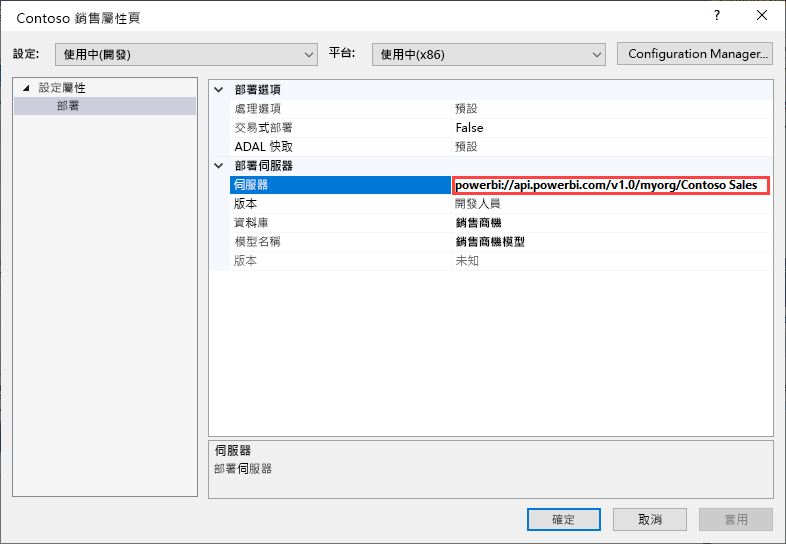 Contoso 銷售屬性頁
設定: 使用中(開發) 平台: 使用中(x86) Configuration Manager...
設定屬性
部署
部署選項
處理選項 預設
交易式部署 False
ADAL 快取 預設
部署伺服器
伺服器 powerbi://api.powerbi.com/v1.0/myorg/Contoso Sales
版本 開發人員
資料庫 銷售商機
模型名稱 銷售商機模型
版本 未知
伺服器
部署伺服器
確定 取消 套用